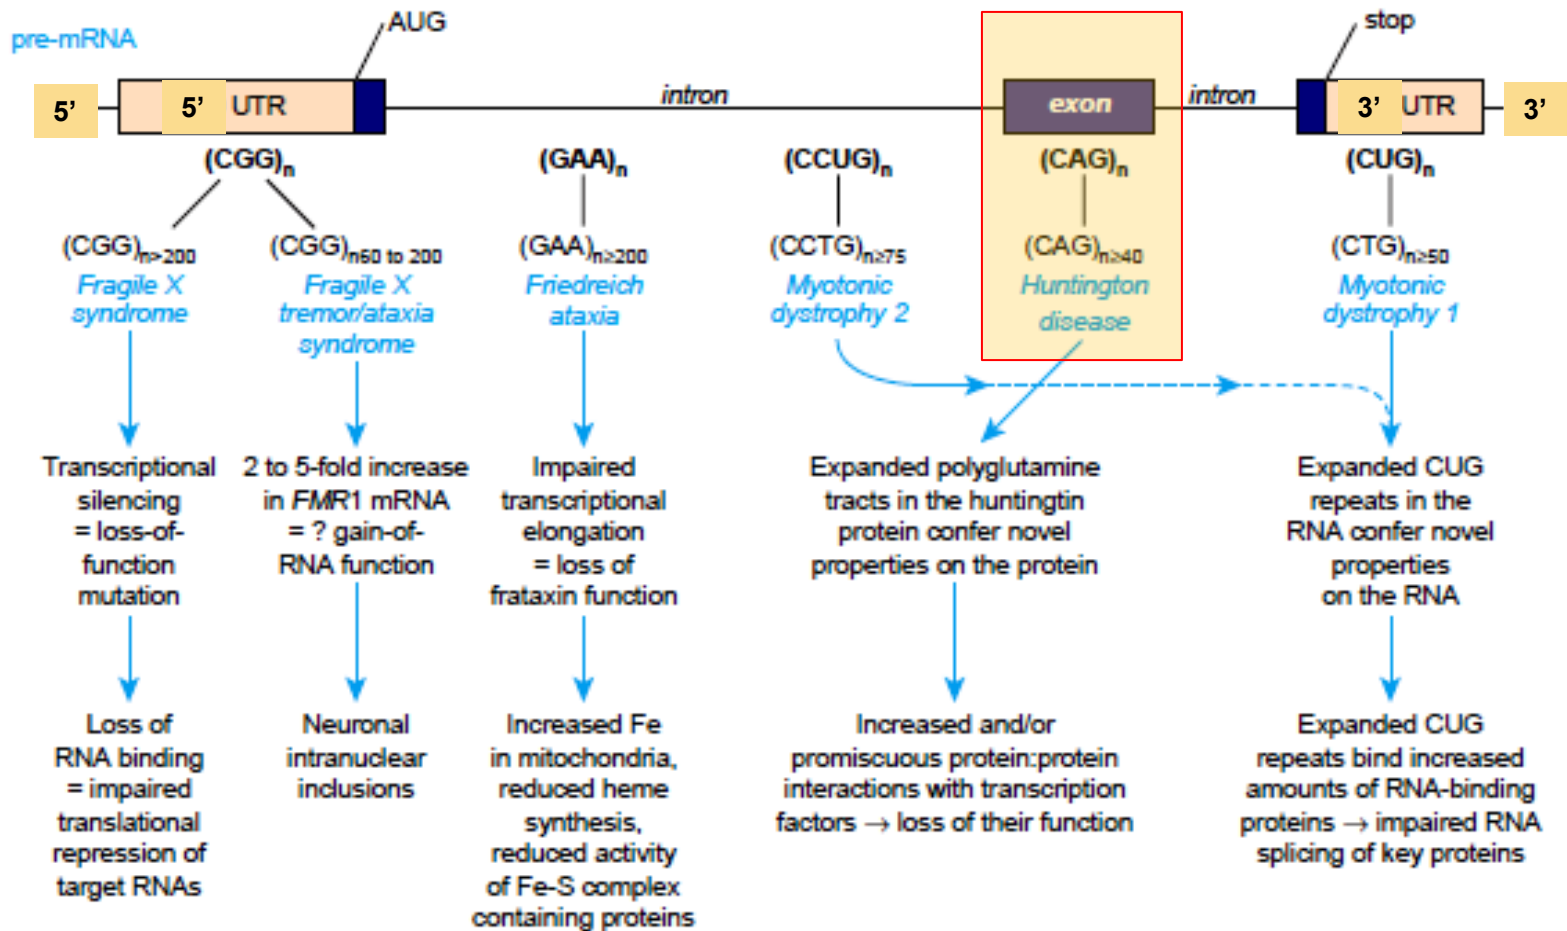 pre-mRNA
AUG
stop
5’
5’ UTR
intron
exon
intron
3’ UTR
3’
(CGG)n
(GAA)n
(CCUG)n
(CAG)n
(CUG)n
(CGG)n>200
(CGG)n60 to 200
(GAA)n≥200
(CCTG)n≥75
(CAG)n≥40
(CTG)n≥50
Fragile X
syndrome
Fragile X
tremor/ataxia
syndrome
Friedreich
ataxia
Myotonic
dystrophy 2
Huntington
disease
Myotonic
dystrophy 1
Transcriptional
silencing
= loss-of-
function
mutation
2 to 5-fold increase
in FMR1 mRNA
= ? gain-of-
RNA function
Impaired
transcriptional
elongation
= loss of
frataxin function
Expanded polyglutamine
tracts in the huntingtin
protein confer novel
properties on the protein
Expanded CUG
repeats in the
RNA confer novel
properties
on the RNA
Loss of
RNA binding
= impaired
translational
repression of
target RNAs
Neuronal
intranuclear
inclusions
Increased Fe
in mitochondria,
reduced heme
synthesis,
reduced activity
of Fe-S complex
containing proteins
Increased and/or
promiscuous protein:protein
interactions with transcription
factors → loss of their function
Expanded CUG
repeats bind increased
amounts of RNA-binding
proteins → impaired RNA
splicing of key proteins